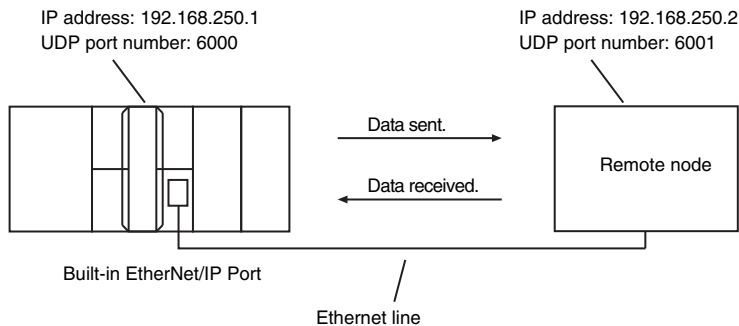 IP address: 192.168.250.1
UDP port number: 6000
IP address: 192.168.250.2
UDP port number: 6001
Data sent.
Data received.
Remote node
Built-in EtherNet/IP Port
Ethernet line